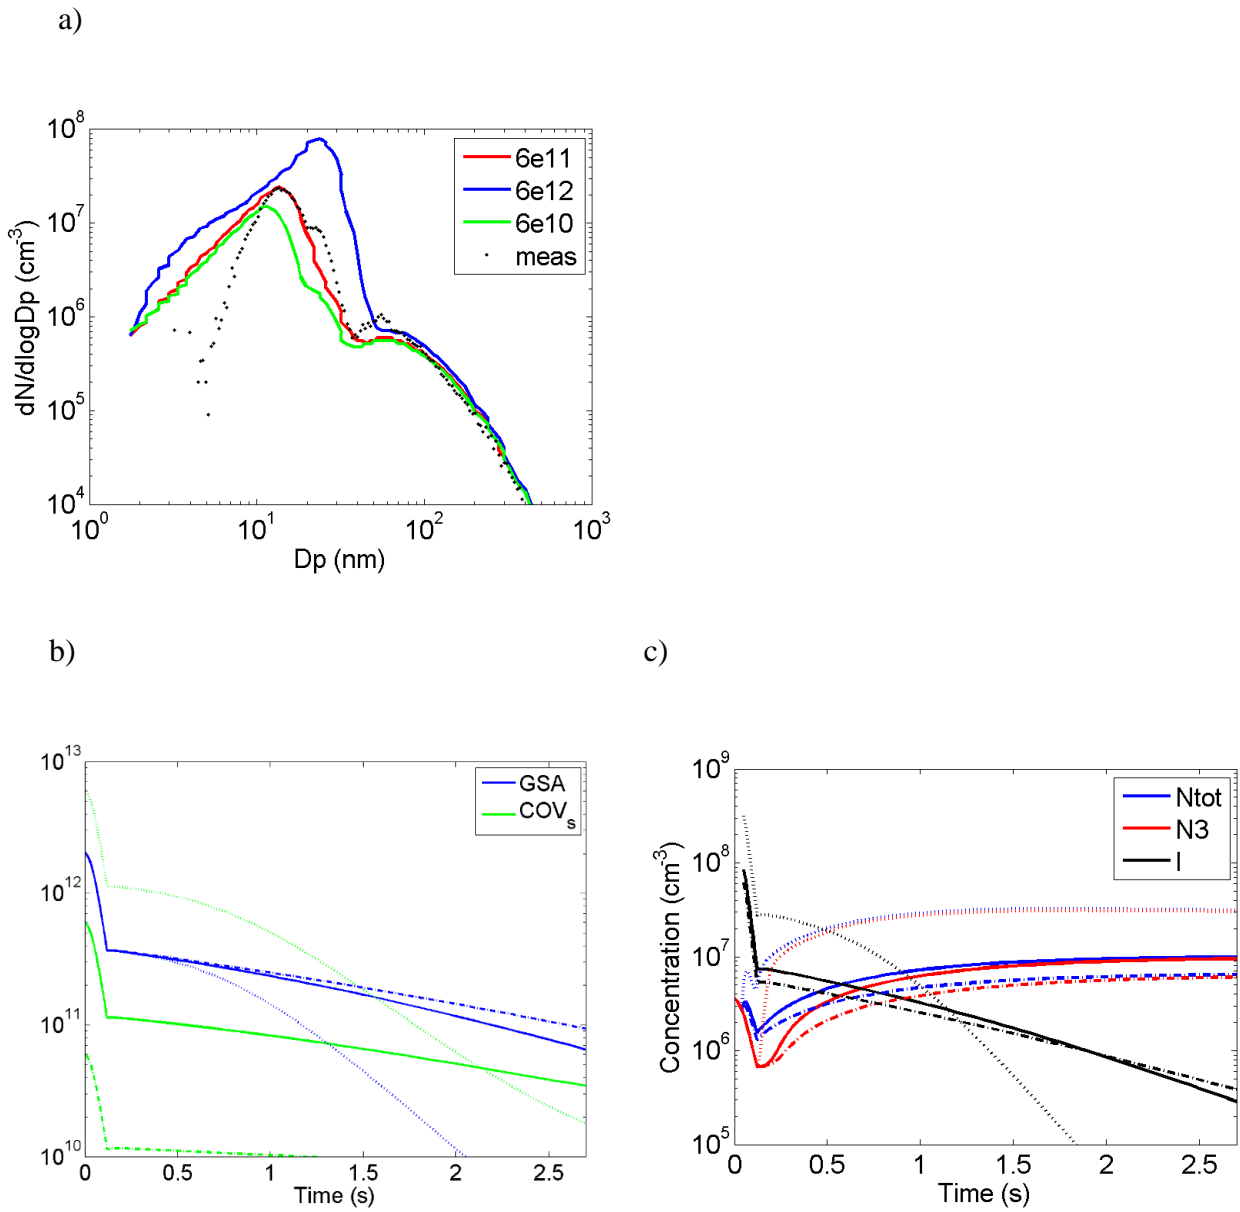 a)
10^8
10^7
10^6
10^5
10^4
dN/dlogDp (cm^-3)
6e11
6e12
6e10
meas
10^0 10^1 10^2 10^3
Dp (nm)
b)
10^13
10^12
10^11
10^10
GSA
COV_s
0 0.5 1 1.5 2 2.5
Time (s)
c)
10^9
10^8
10^7
10^6
10^5
Concentration (cm^-3)
Ntot
N3
I
0 0.5 1 1.5 2 2.5
Time (s)